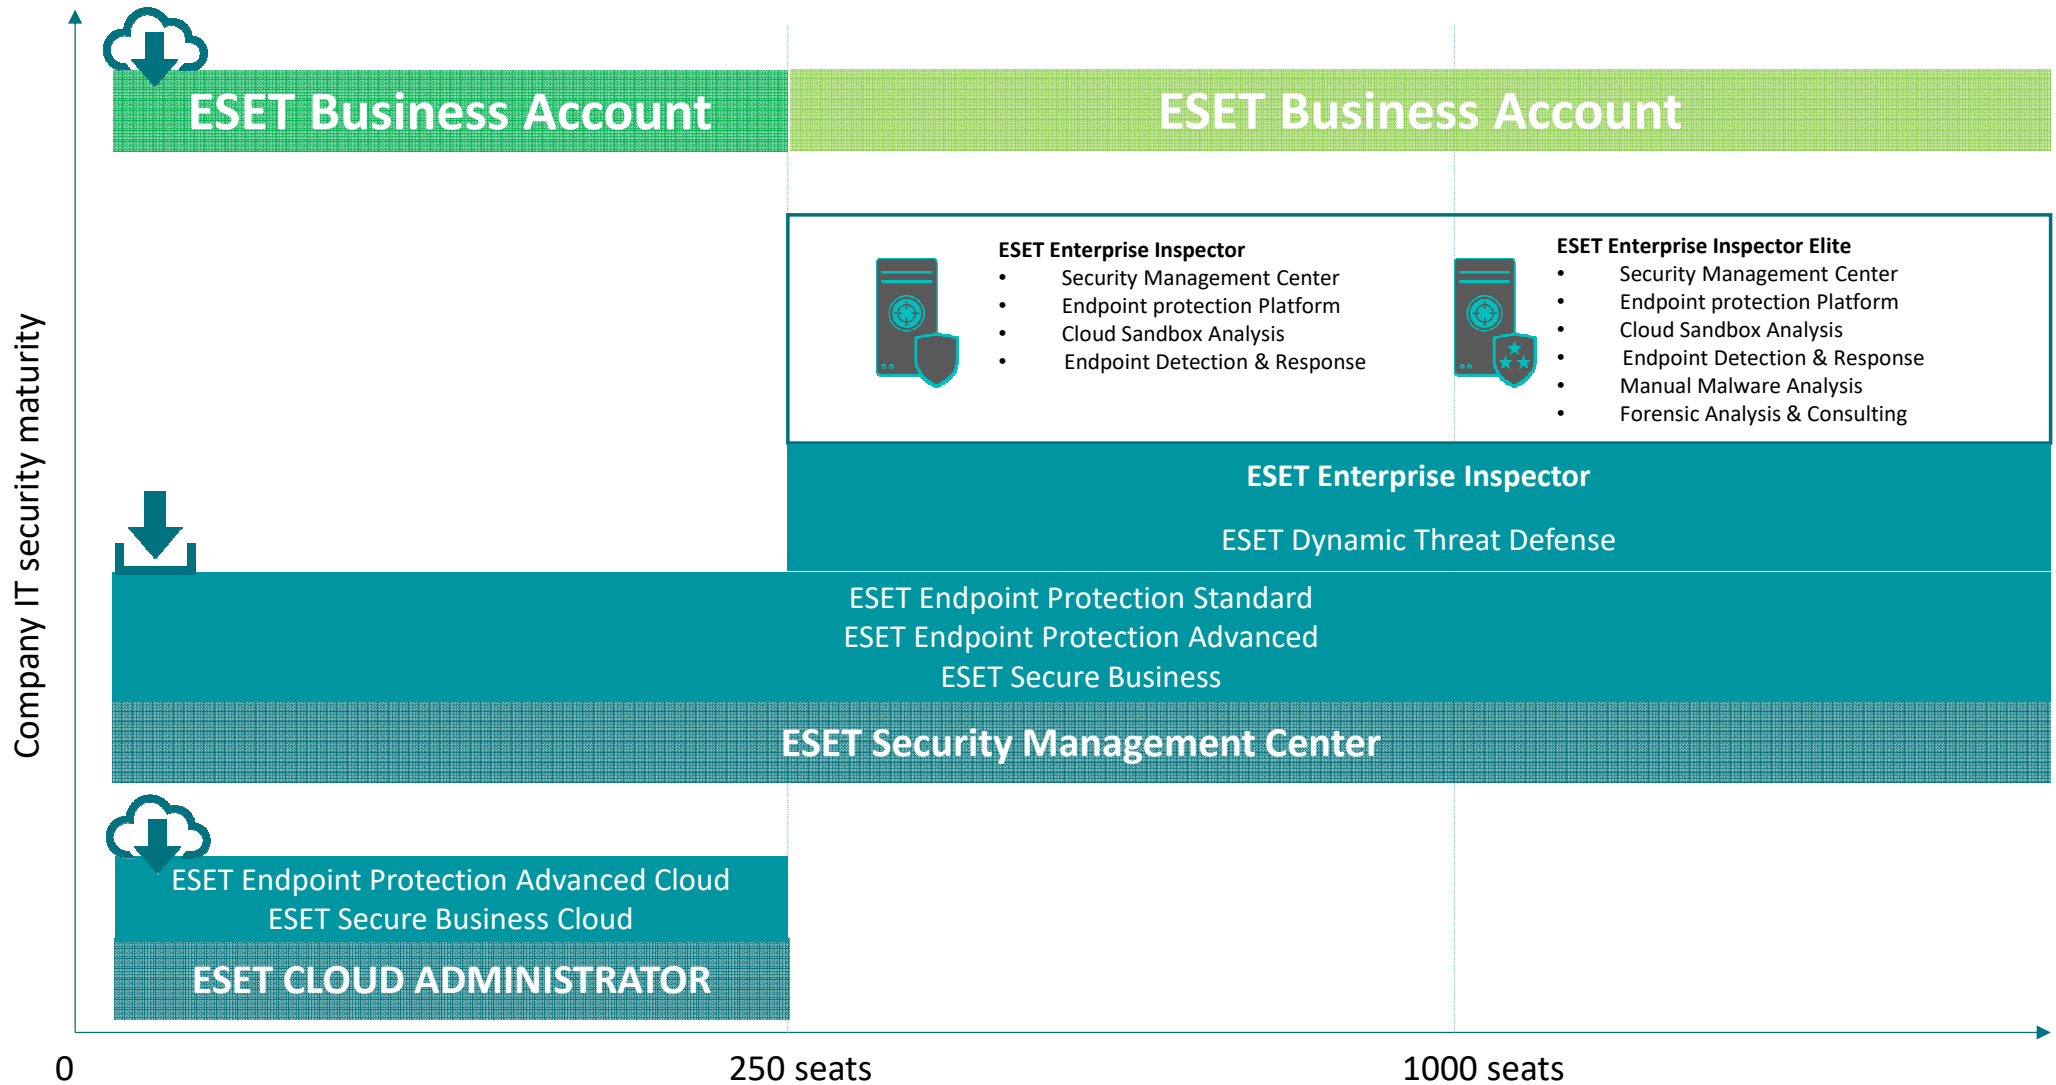 ESET Business Account
ESET Business Account
ESET Enterprise Inspector
• Security Management Center
• Endpoint protection Platform
• Cloud Sandbox Analysis
• Endpoint Detection & Response
ESET Enterprise Inspector Elite
• Security Management Center
• Endpoint protection Platform
• Cloud Sandbox Analysis
• Endpoint Detection & Response
• Manual Malware Analysis
• Forensic Analysis & Consulting
ESET Enterprise Inspector
ESET Dynamic Threat Defense
ESET Endpoint Protection Standard
ESET Endpoint Protection Advanced
ESET Secure Business
ESET Security Management Center
ESET Endpoint Protection Advanced Cloud
ESET Secure Business Cloud
ESET CLOUD ADMINISTRATOR
Company IT security maturity
0
250 seats
1000 seats